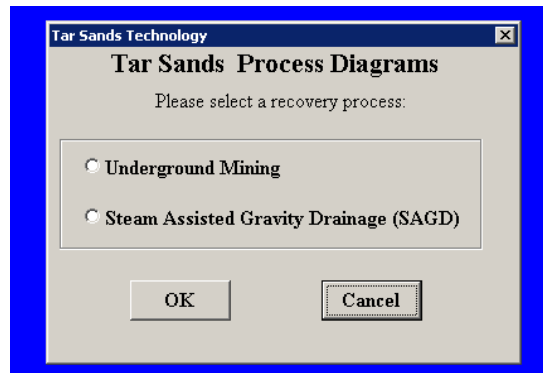 Tar Sands Technology
Tar Sands Process Diagrams
Please select a recovery process:
Underground Mining
Steam Assisted Gravity Drainage (SAGD)
OK
Cancel